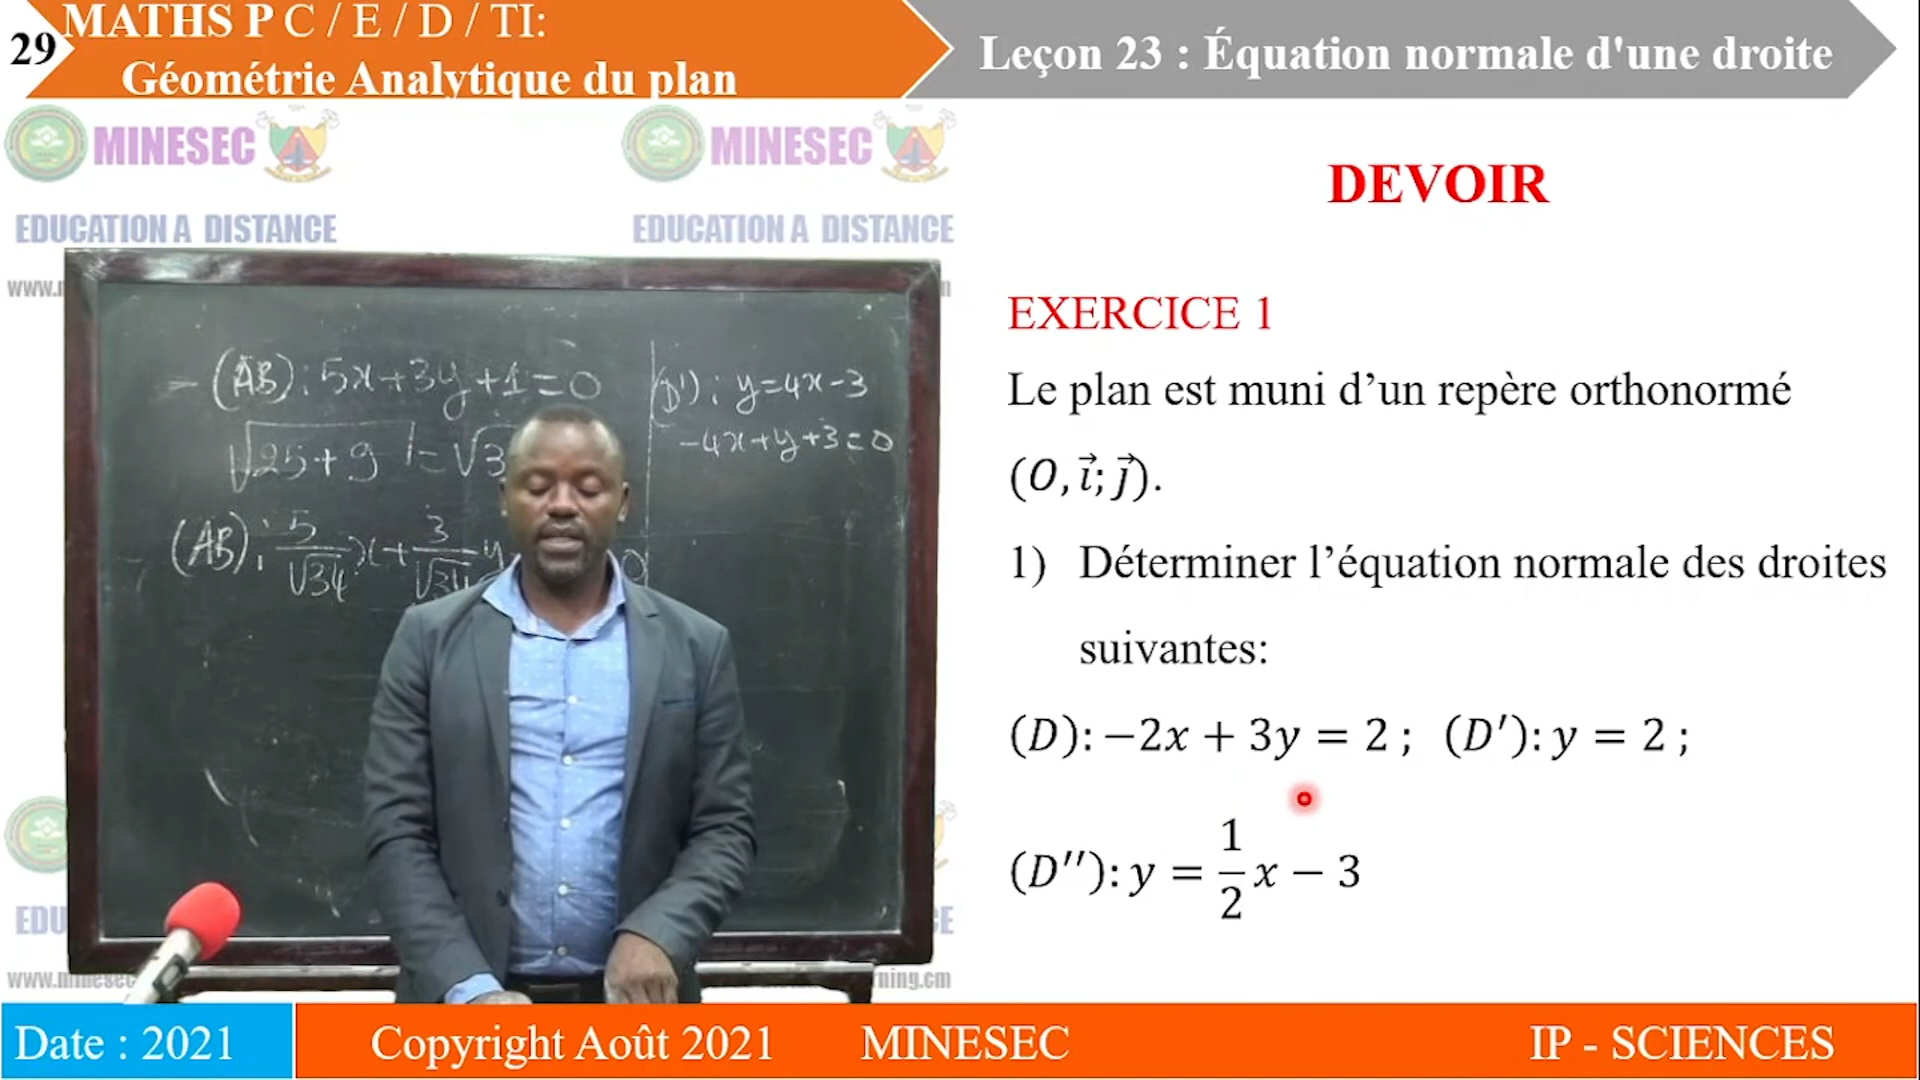 29
MATHS P C / E / D / TI:
Géométrie Analytique du plan
Leçon 23 : Équation normale d'une droite
MINESEC
MINESEC
EDUCATION A DISTANCE
EDUCATION A DISTANCE
(AB): 5x+3y+1=0
(D'): y=4x-3
-4x+y+3=0
DEVOIR
EXERCICE 1
Le plan est muni d’un repère orthonormé
(O, i⃗; j⃗).
1) Déterminer l’équation normale des droites
suivantes:
(D): −2x + 3y = 2 ; (D′): y = 2 ;
(D′′): y = 1/2 x − 3
Date : 2021
Copyright Août 2021
MINESEC
IP - SCIENCES